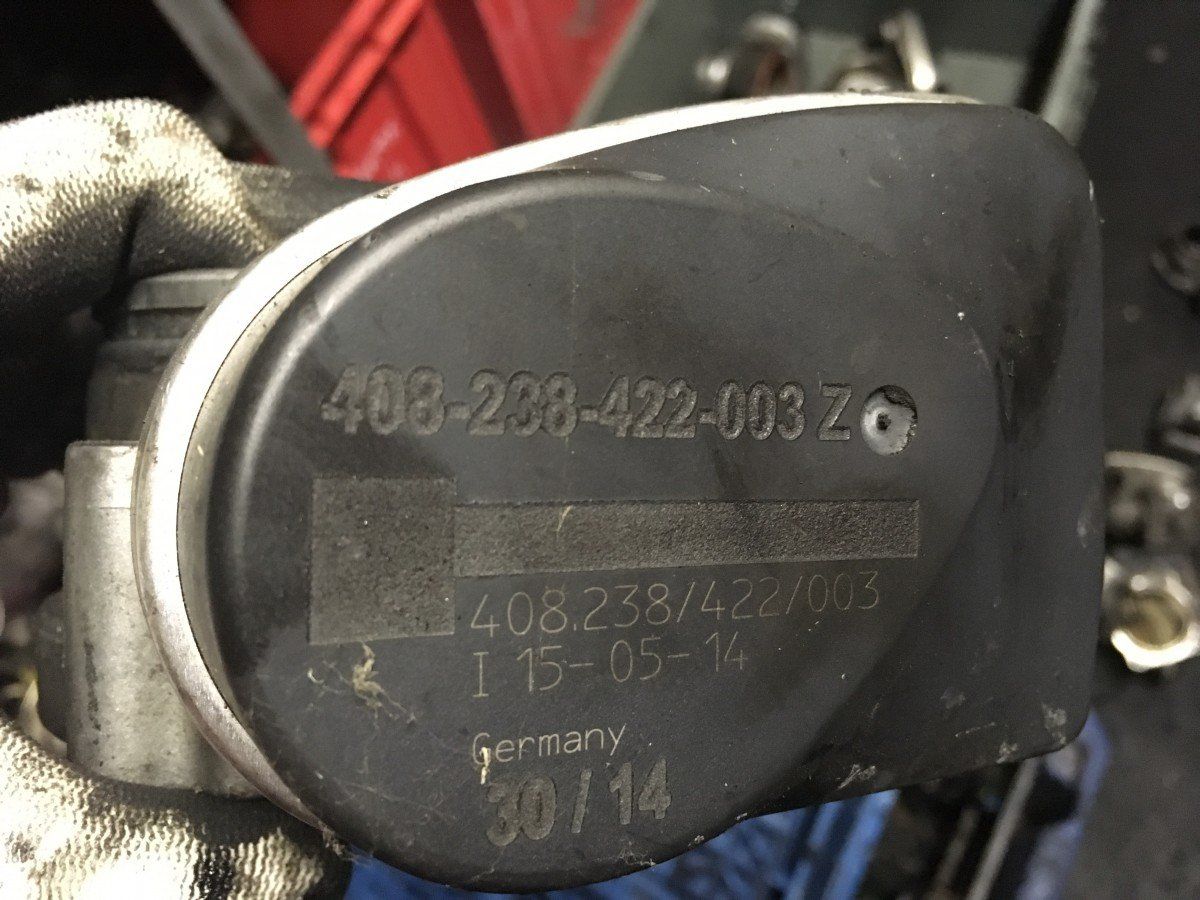 408-238-422-003 Z
408.238/422/003
I 15-05-14
Germany
30/14